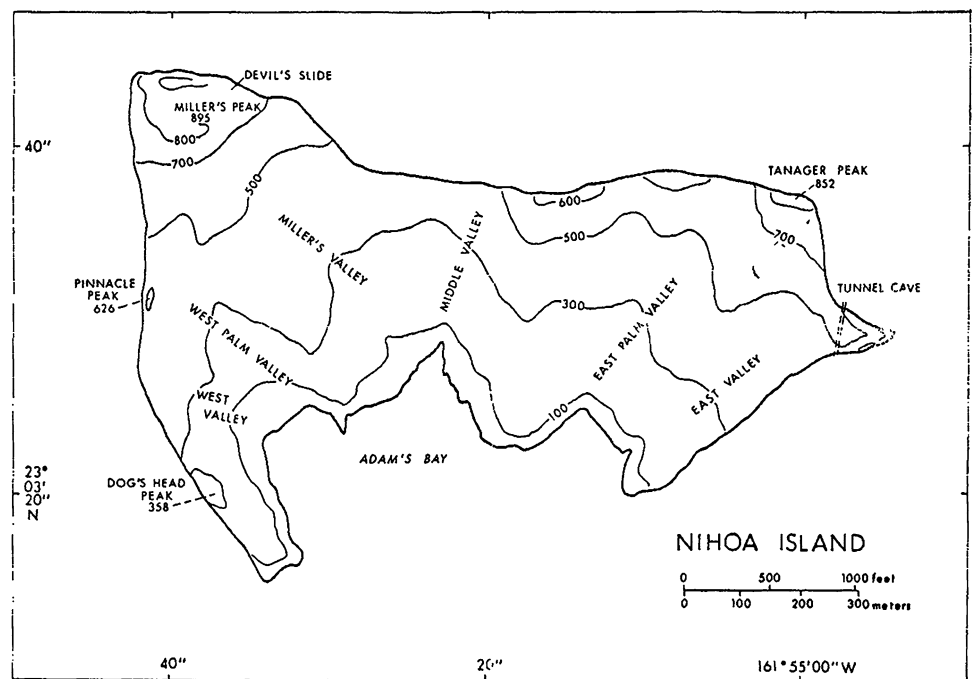 DEVIL'S SLIDE
MILLER'S PEAK
895
800
700
500
40"
TANAGER PEAK
852
600
500
700
MILLER'S VALLEY
MIDDLE VALLEY
PINNACLE
PEAK
626
TUNNEL CAVE
300
WEST PALM VALLEY
EAST PALM VALLEY
WEST
VALLEY
EAST VALLEY
100
ADAM'S BAY
DOG'S HEAD
PEAK
358
23°
03'
20"
N
NIHOA ISLAND
0 500 1000 feet
0 100 200 300 meters
40" 20" 161°55'00"W